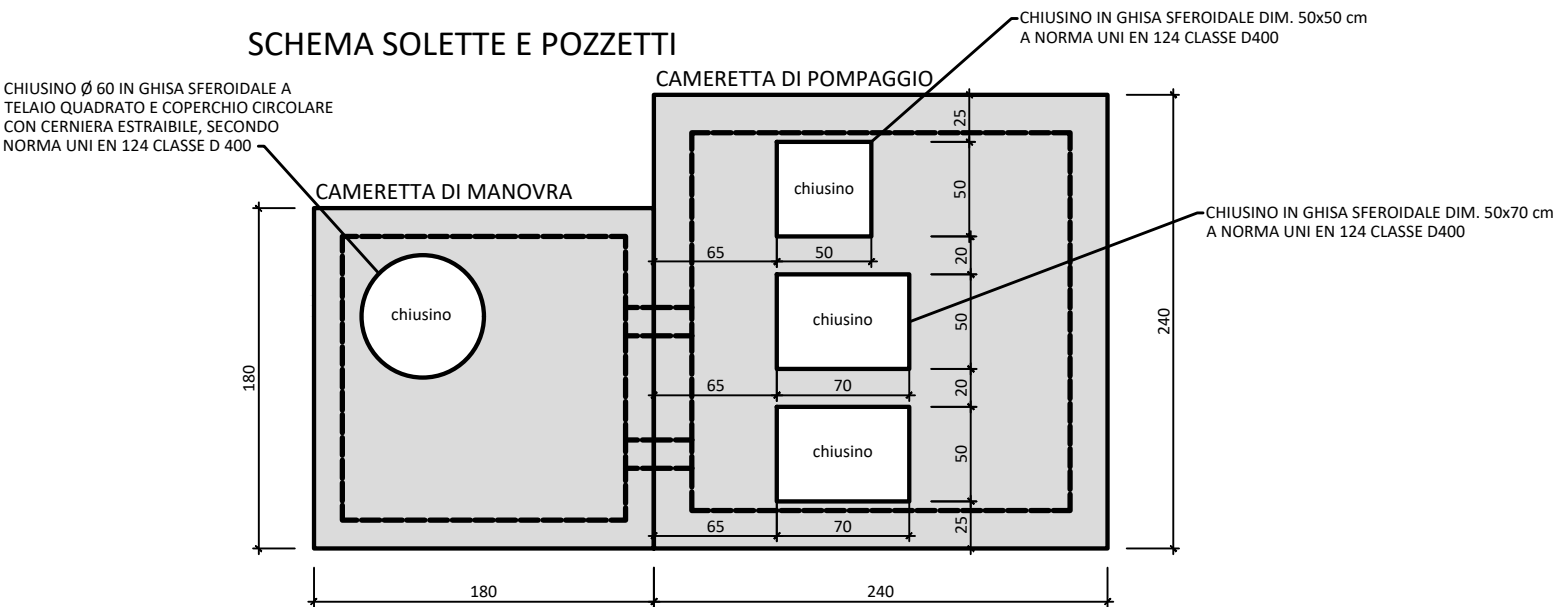 SCHEMA SOLETTE E POZZETTI
CHIUSINO IN GHISA SFEROIDALE DIM. 50x50 cm
A NORMA UNI EN 124 CLASSE D400
CHIUSINO Ø 60 IN GHISA SFEROIDALE A
TELAIO QUADRATO E COPERCHIO CIRCOLARE
CON CERNIERA ESTRAIBILE, SECONDO
NORMA UNI EN 124 CLASSE D 400
CAMERETTA DI POMPAGGIO
CAMERETTA DI MANOVRA
CHIUSINO IN GHISA SFEROIDALE DIM. 50x70 cm
A NORMA UNI EN 124 CLASSE D400
chiusino
chiusino
chiusino
chiusino
25
50
20
50
20
50
25
65
50
65
70
65
70
180
240
180
240